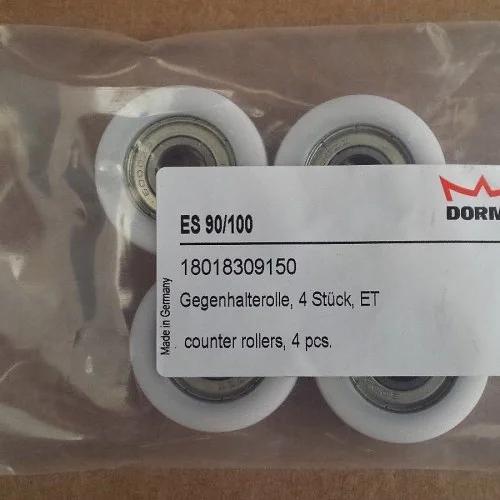 DORM
ES 90/100
18018309150
Gegenhalterolle, 4 Stück, ET
counter rollers, 4 pcs.
Made in Germany